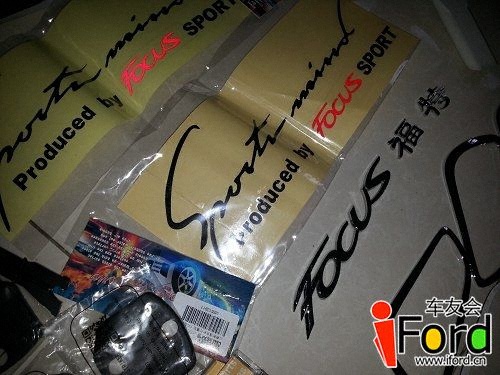 Sports mind
Produced by FOCUS SPORT
Sports mind
Produced by FOCUS SPORT
FOCUS 福特
车友会
iFord
www.iford.cn